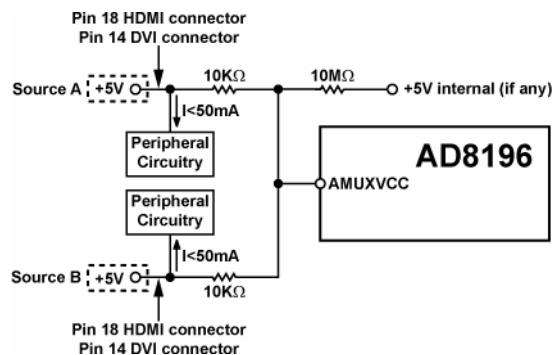 Pin 18 HDMI connector
Pin 14 DVI connector
Source A
+5V
10KΩ
10MΩ
+5V internal (if any)
I<50mA
Peripheral
Circuitry
AD8196
AMUXVCC
Peripheral
Circuitry
I<50mA
Source B
+5V
10KΩ
Pin 18 HDMI connector
Pin 14 DVI connector